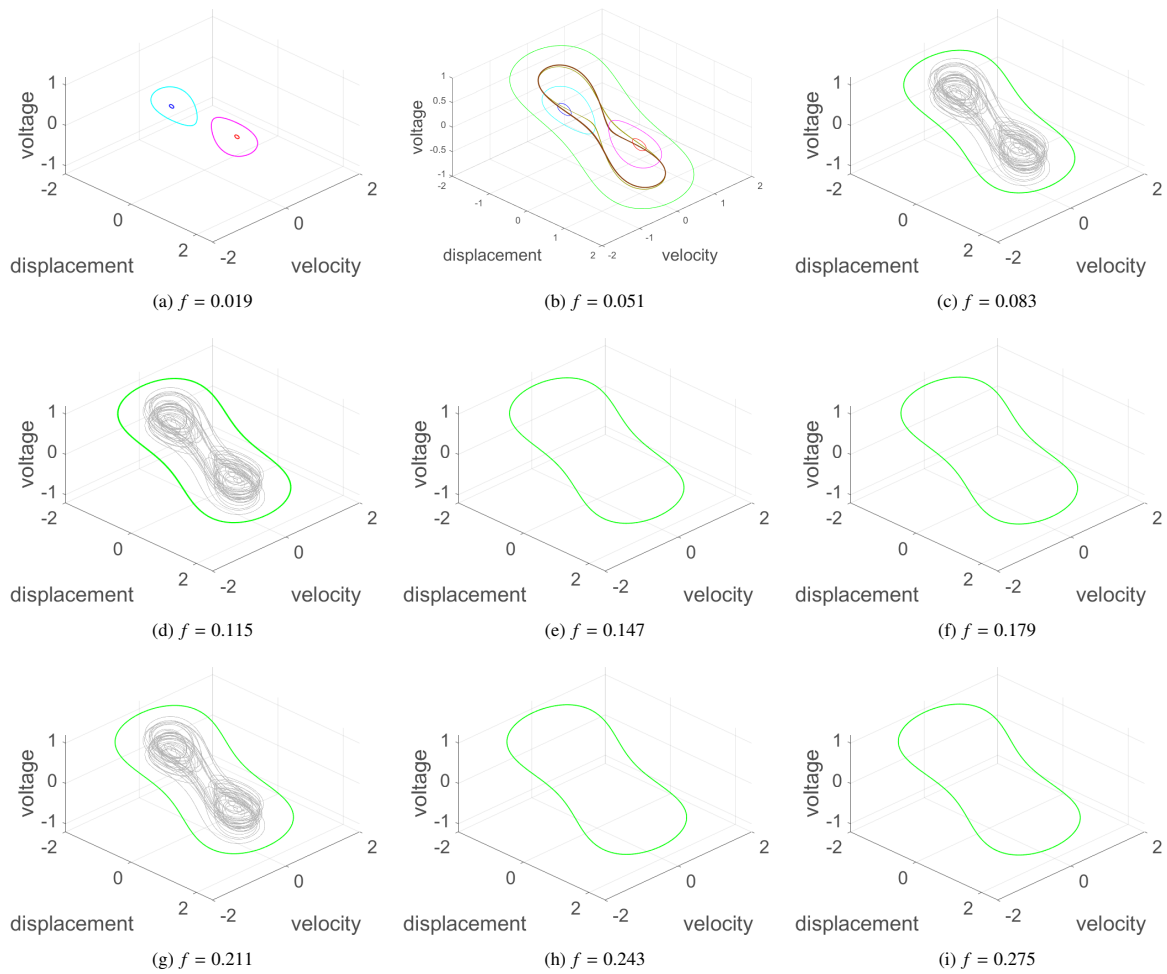 1
0
-1
voltage
-2
0
2
displacement
-2
0
2
velocity
(a) f = 0.019
1
0.5
0
-0.5
-1
voltage
-2
-1
0
1
2
displacement
-2
-1
0
1
2
velocity
(b) f = 0.051
1
0
-1
voltage
-2
0
2
displacement
-2
0
2
velocity
(c) f = 0.083
1
0
-1
voltage
-2
0
2
displacement
-2
0
2
velocity
(d) f = 0.115
1
0
-1
voltage
-2
0
2
displacement
-2
0
2
velocity
(e) f = 0.147
1
0
-1
voltage
-2
0
2
displacement
-2
0
2
velocity
(f) f = 0.179
1
0
-1
voltage
-2
0
2
displacement
-2
0
2
velocity
(g) f = 0.211
1
0
-1
voltage
-2
0
2
displacement
-2
0
2
velocity
(h) f = 0.243
1
0
-1
voltage
-2
0
2
displacement
-2
0
2
velocity
(i) f = 0.275